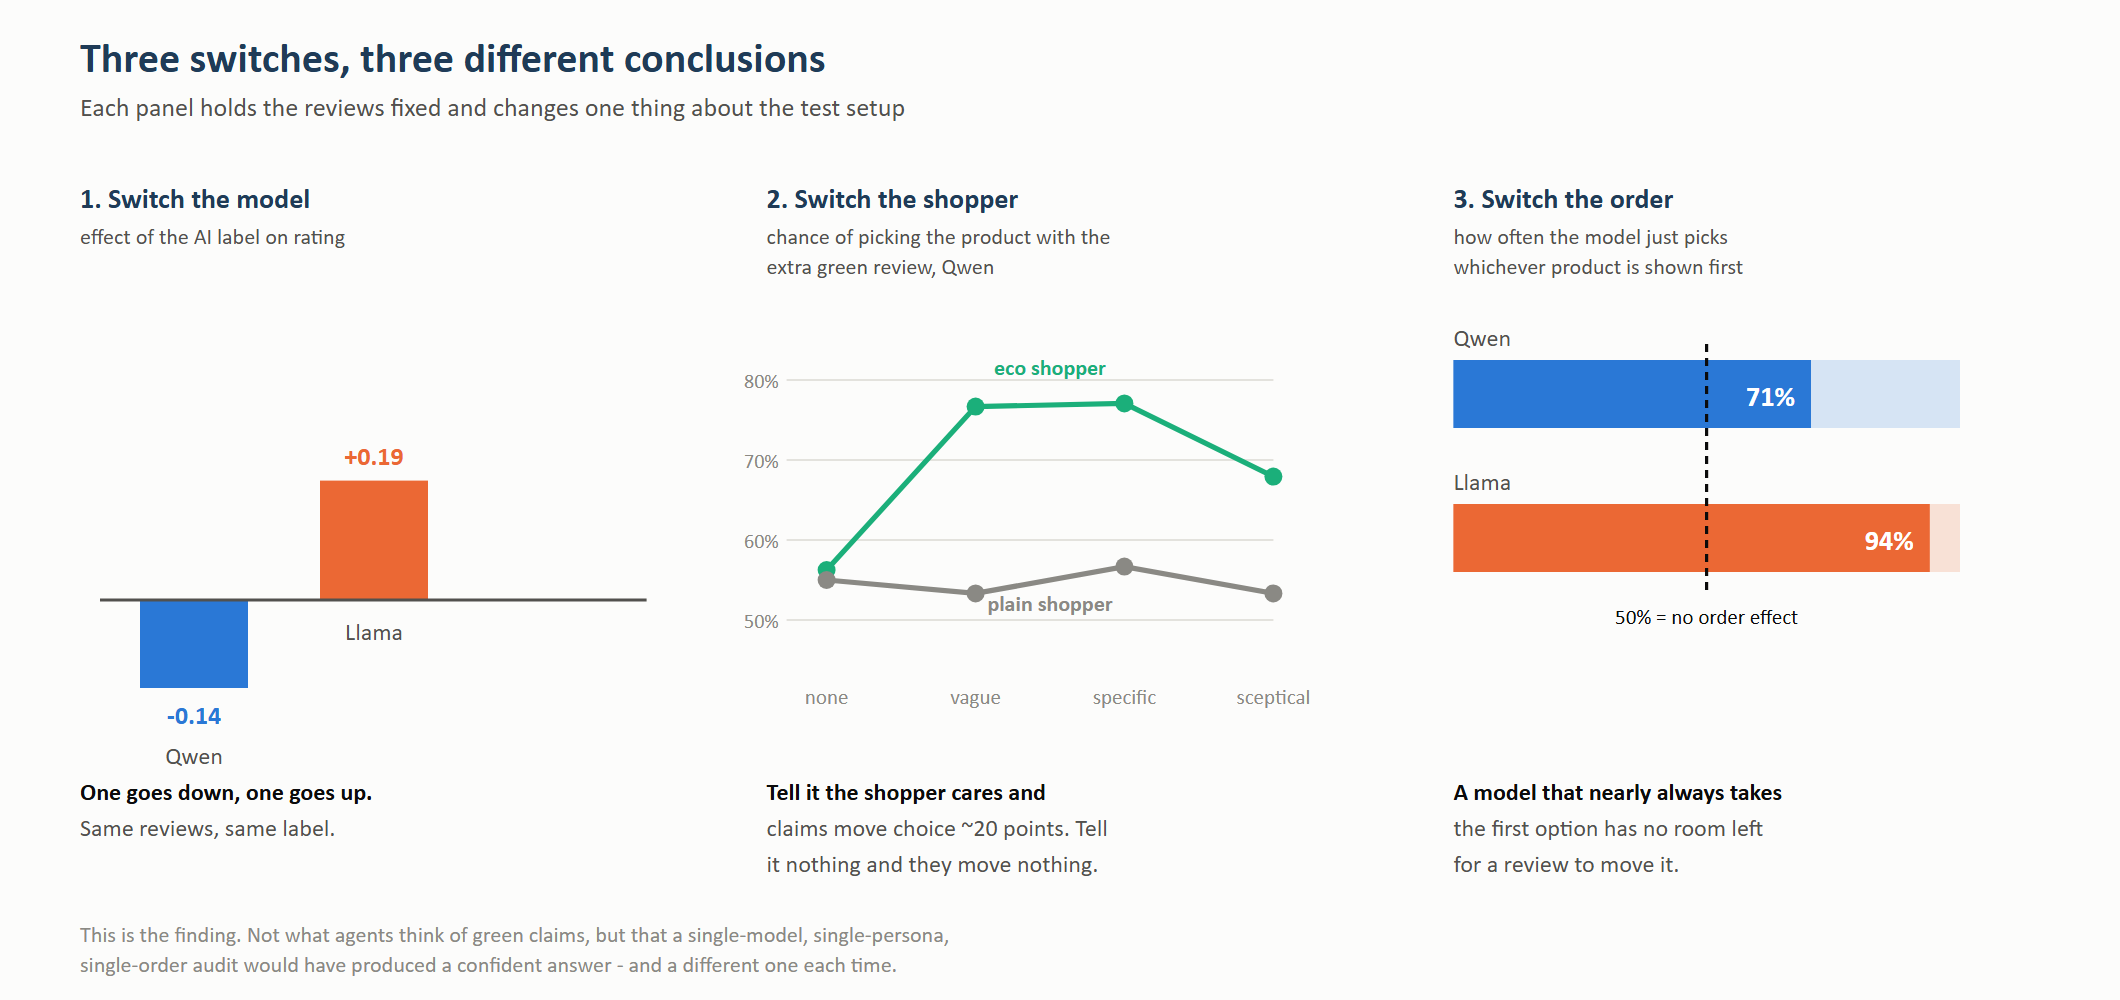 Three switches, three different conclusions
Each panel holds the reviews fixed and changes one thing about the test setup
1. Switch the model
effect of the AI label on rating
+0.19
Llama
-0.14
Qwen
One goes down, one goes up.
Same reviews, same label.
2. Switch the shopper
chance of picking the product with the
extra green review, Qwen
eco shopper
80%
70%
60%
plain shopper
50%
none vague specific sceptical
Tell it the shopper cares and
claims move choice ~20 points. Tell
it nothing and they move nothing.
3. Switch the order
how often the model just picks
whichever product is shown first
Qwen
71%
Llama
94%
50% = no order effect
A model that nearly always takes
the first option has no room left
for a review to move it.
This is the finding. Not what agents think of green claims, but that a single-model, single-persona,
single-order audit would have produced a confident answer - and a different one each time.